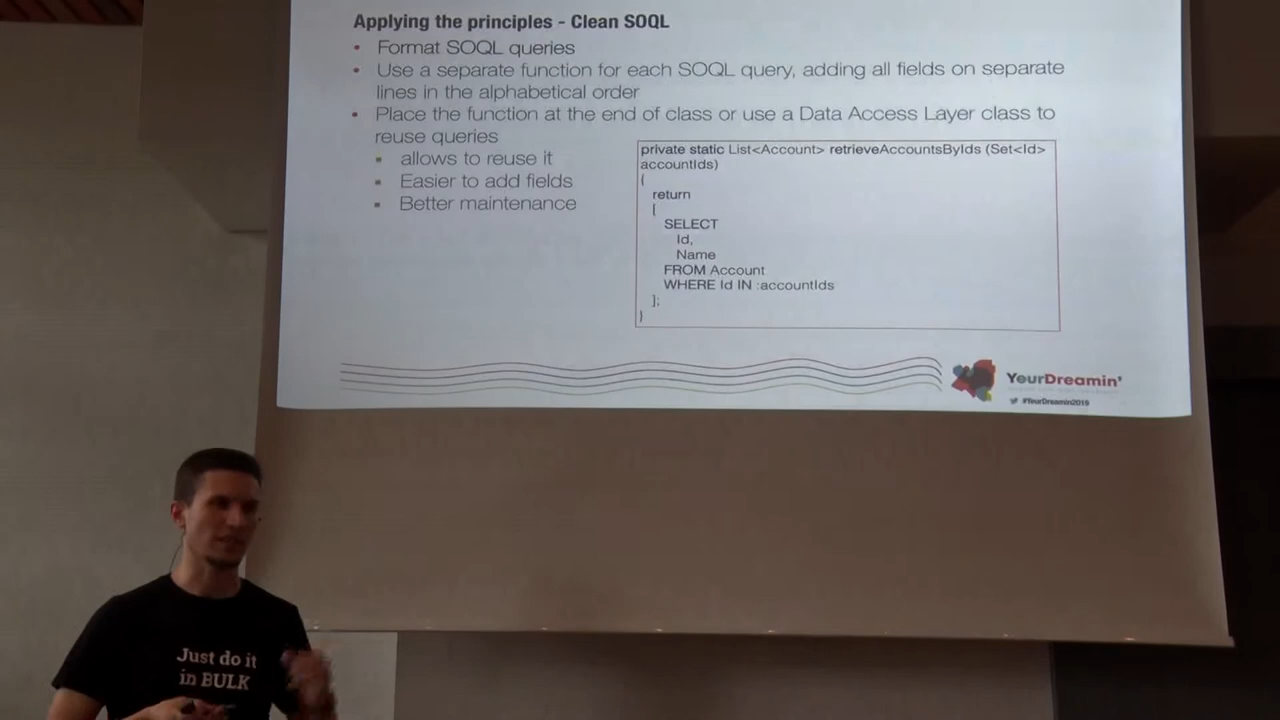 Applying the principles - Clean SOQL
• Format SOQL queries
• Use a separate function for each SOQL query, adding all fields on separate
lines in the alphabetical order
• Place the function at the end of class or use a Data Access Layer class to
reuse queries
▪ allows to reuse it
▪ Easier to add fields
▪ Better maintenance
private static List<Account> retrieveAccountsByIds (Set<Id>
accountIds)
{
return
[
SELECT
Id,
Name
FROM Account
WHERE Id IN :accountIds
];
}
YeurDreamin'
#YeurDreamin2019
Just do it
in BULK